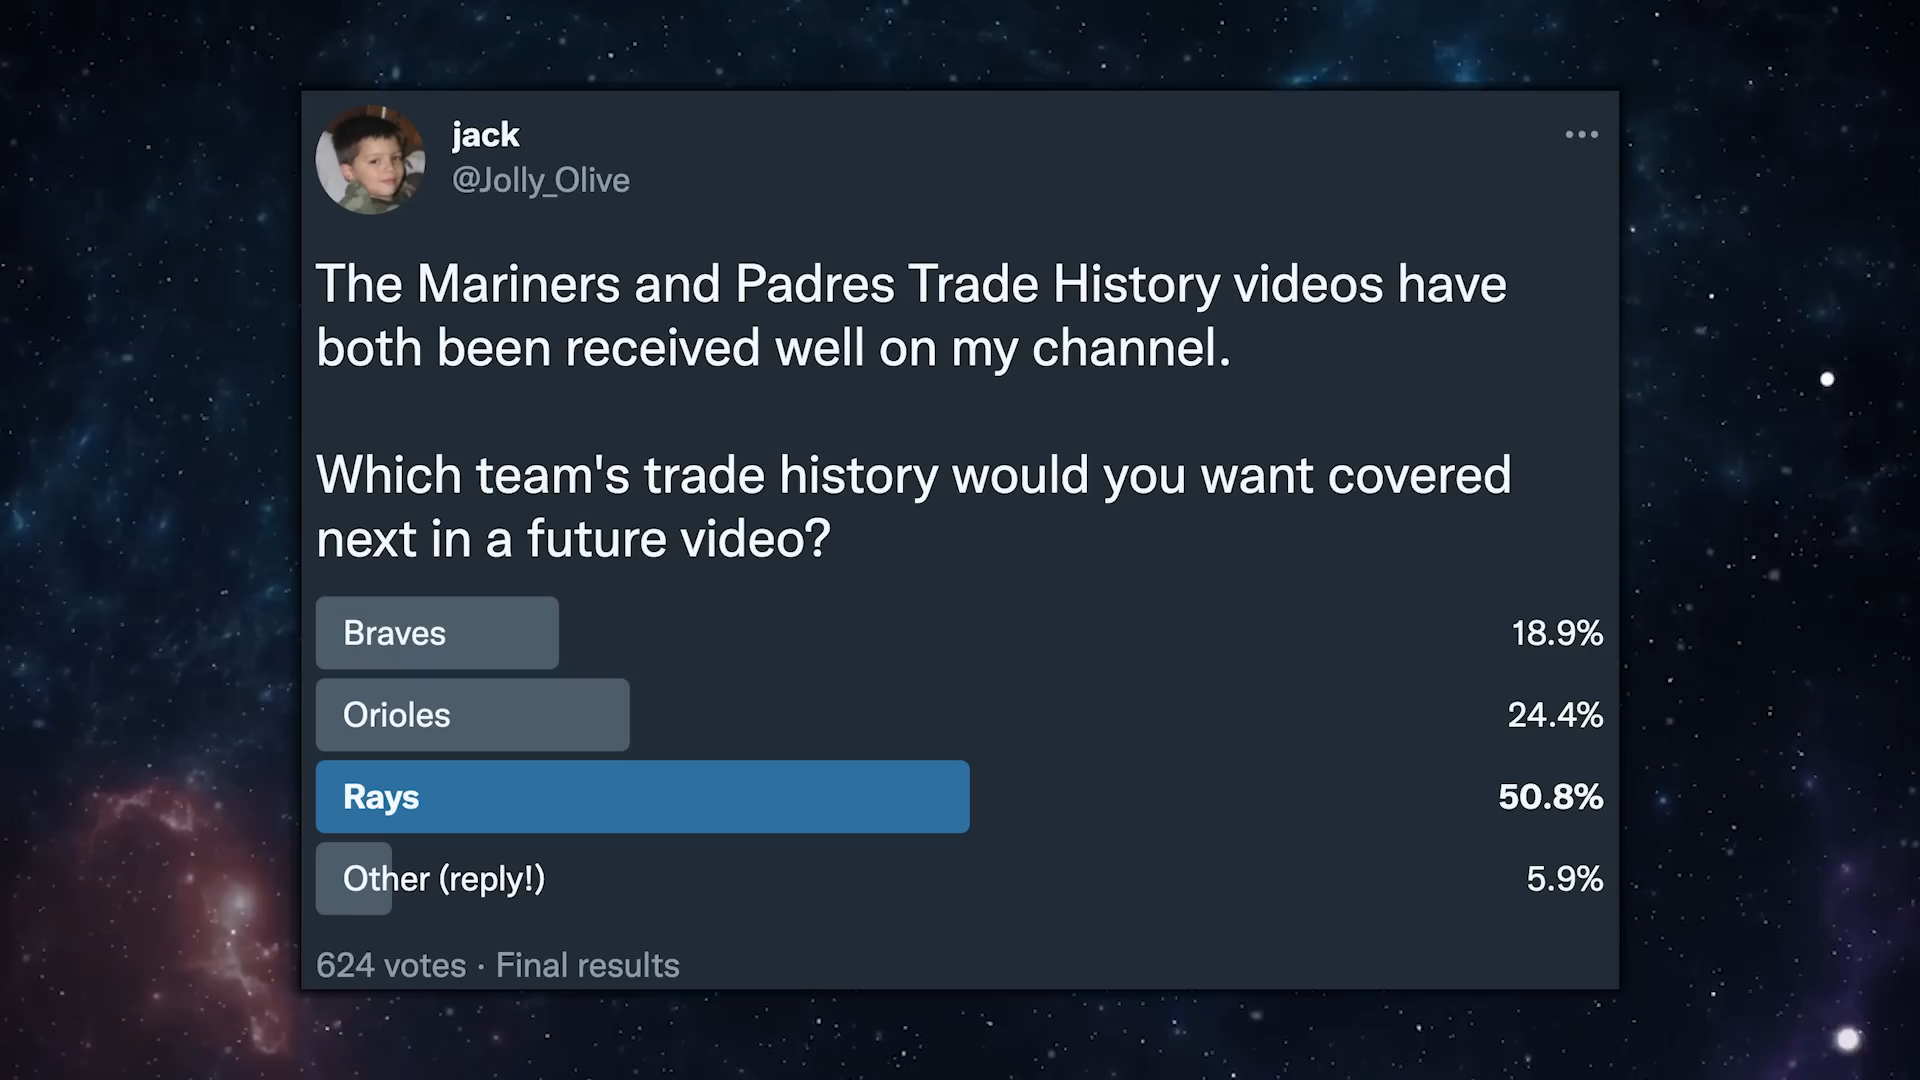 jack
@Jolly_Olive
The Mariners and Padres Trade History videos have
both been received well on my channel.
Which team's trade history would you want covered
next in a future video?
Braves 18.9%
Orioles 24.4%
Rays 50.8%
Other (reply!) 5.9%
624 votes · Final results